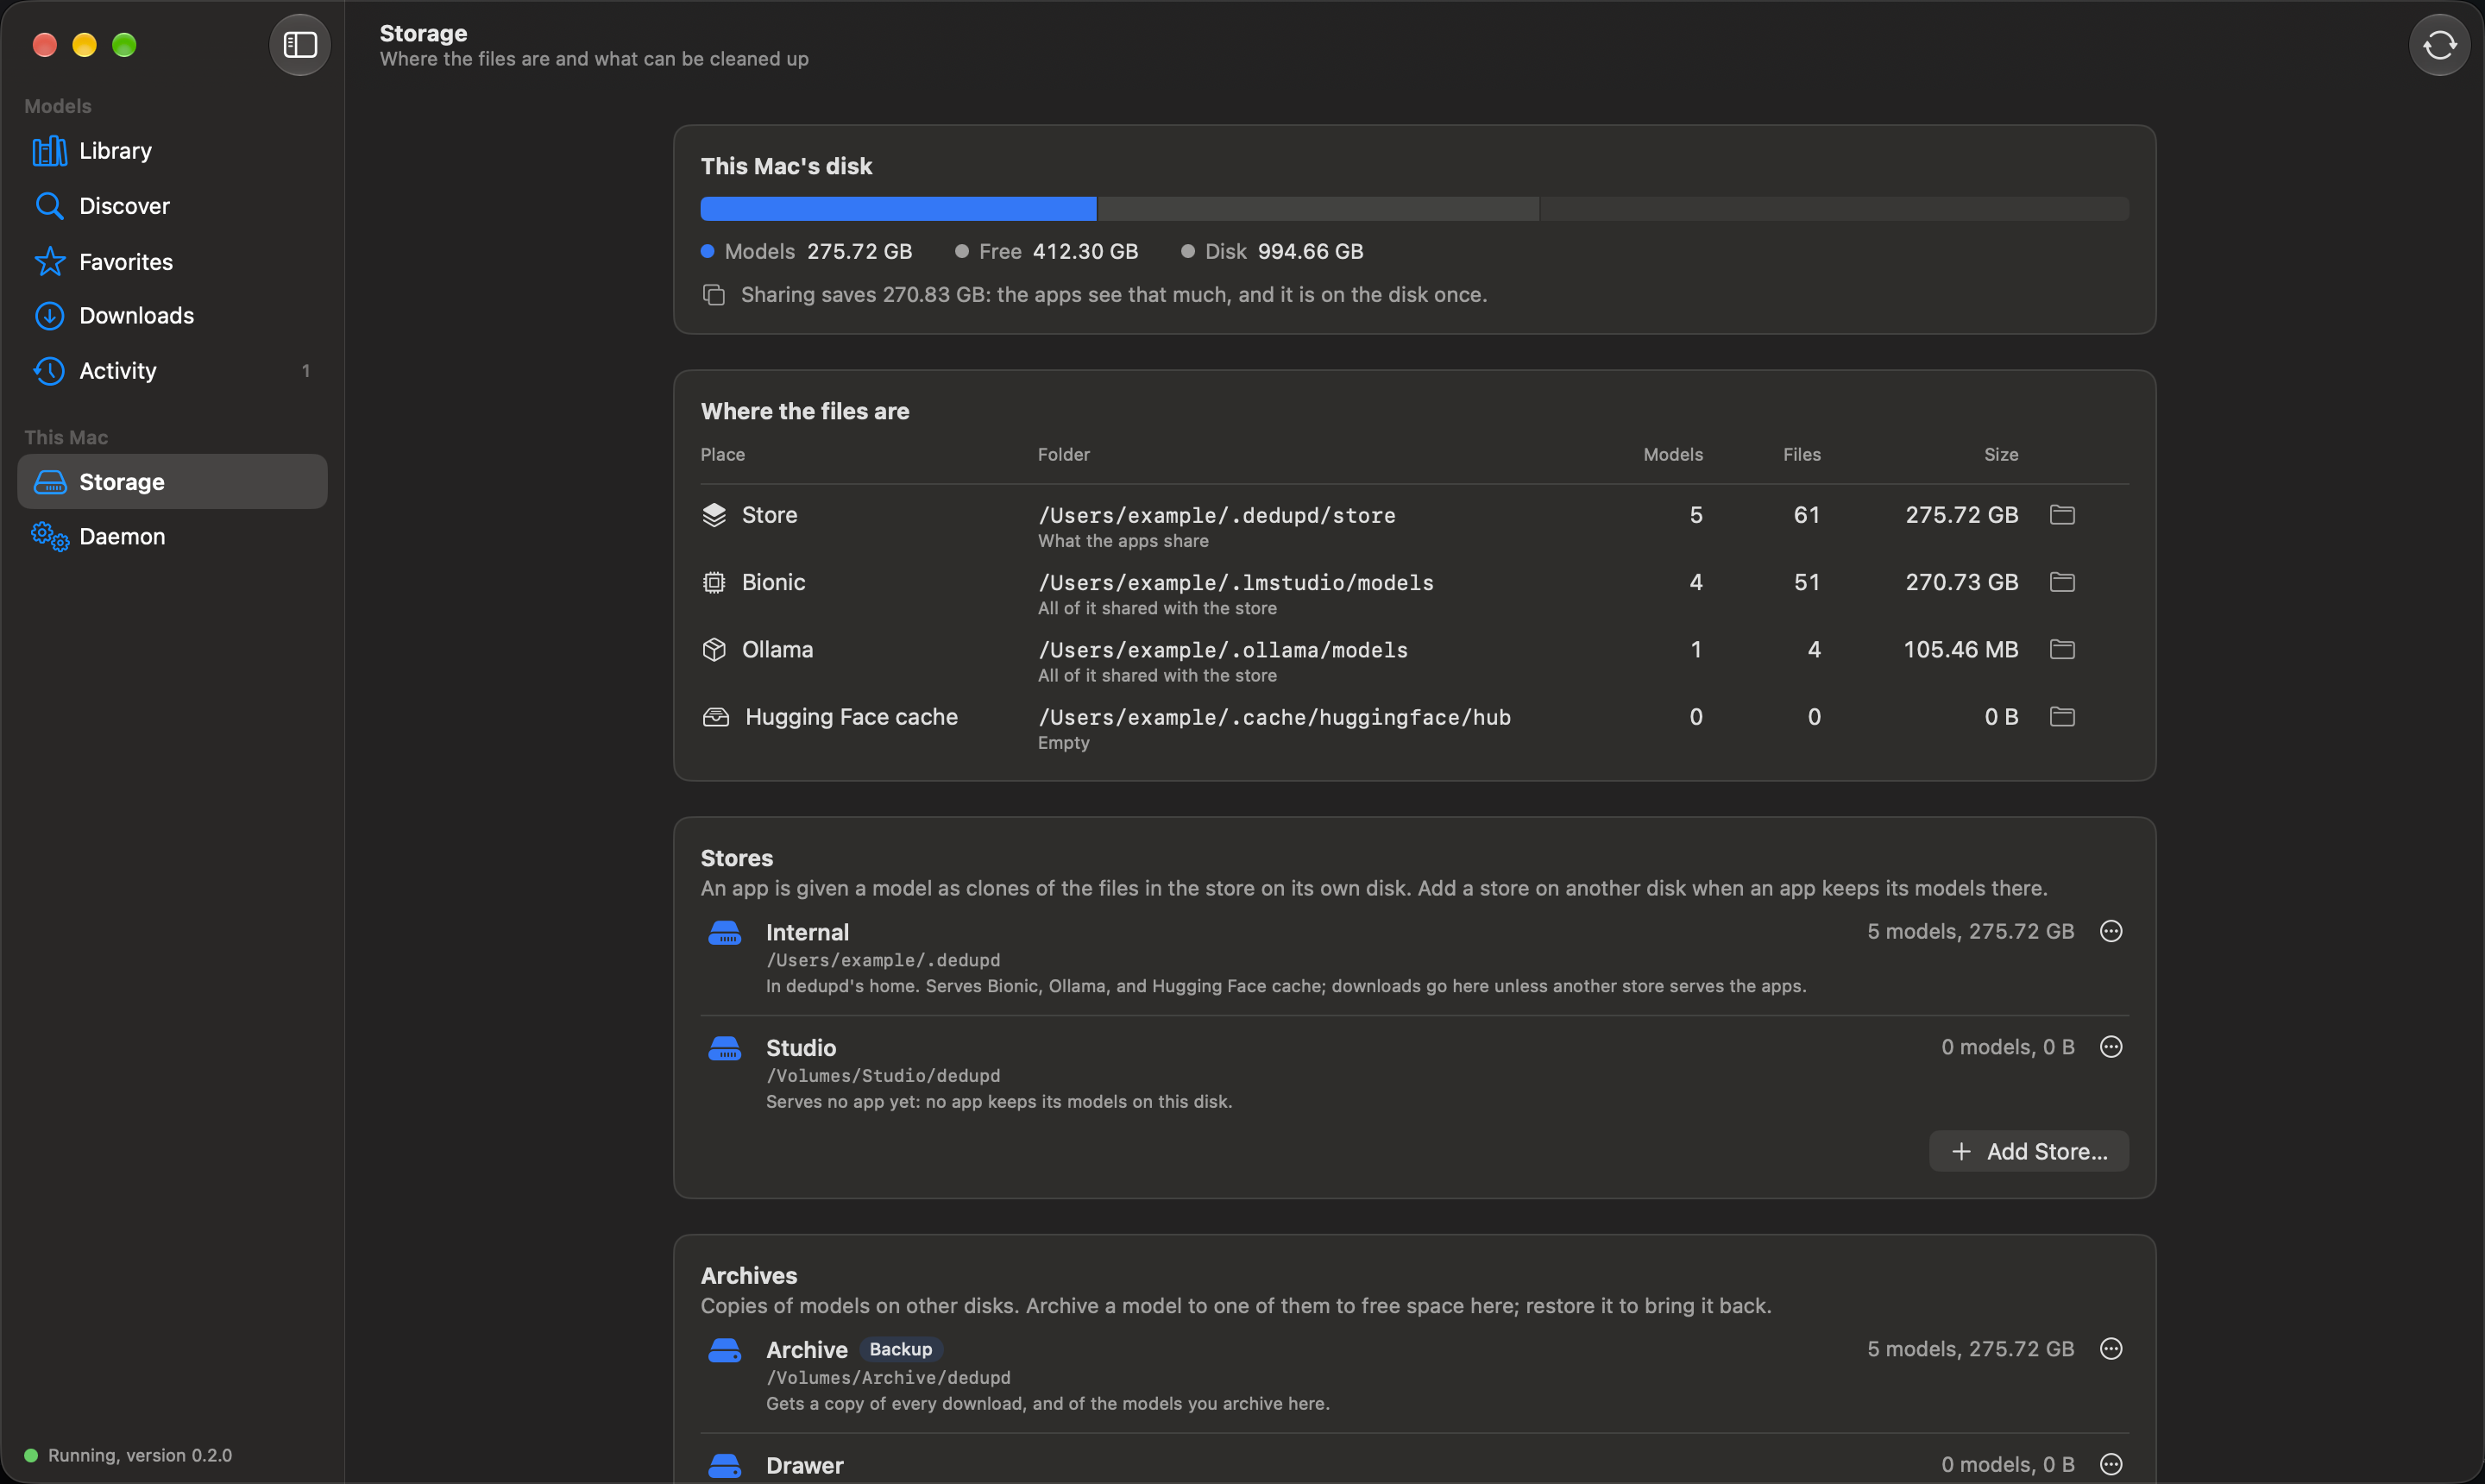 Storage
Where the files are and what can be cleaned up
Models
Library
Discover
Favorites
Downloads
Activity 1
This Mac
Storage
Daemon
Running, version 0.2.0
This Mac's disk
Models 275.72 GB Free 412.30 GB Disk 994.66 GB
Sharing saves 270.83 GB: the apps see that much, and it is on the disk once.
Where the files are
Place Folder Models Files Size
Store /Users/example/.dedupd/store 5 61 275.72 GB
What the apps share
Bionic /Users/example/.lmstudio/models 4 51 270.73 GB
All of it shared with the store
Ollama /Users/example/.ollama/models 1 4 105.46 MB
All of it shared with the store
Hugging Face cache /Users/example/.cache/huggingface/hub 0 0 0 B
Empty
Stores
An app is given a model as clones of the files in the store on its own disk. Add a store on another disk when an app keeps its models there.
Internal 5 models, 275.72 GB
/Users/example/.dedupd
In dedupd's home. Serves Bionic, Ollama, and Hugging Face cache; downloads go here unless another store serves the apps.
Studio 0 models, 0 B
/Volumes/Studio/dedupd
Serves no app yet: no app keeps its models on this disk.
Add Store...
Archives
Copies of models on other disks. Archive a model to one of them to free space here; restore it to bring it back.
Archive Backup 5 models, 275.72 GB
/Volumes/Archive/dedupd
Gets a copy of every download, and of the models you archive here.
Drawer 0 models, 0 B